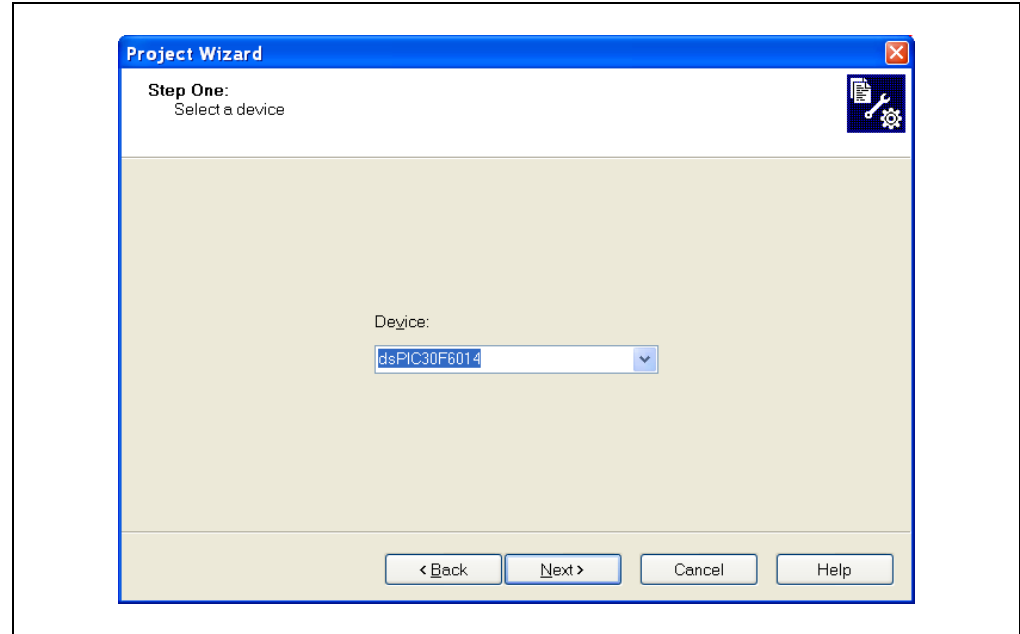 Project Wizard
Step One:
Select a device
Device:
dsPIC30F6014
< Back Next > Cancel Help